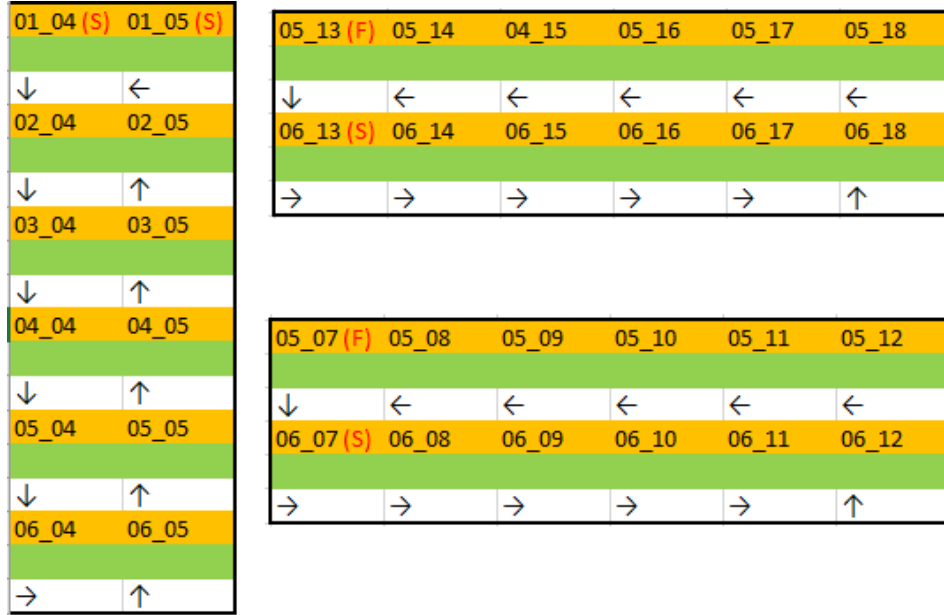 01_04 (S) 01_05 (S)
↓ ←
02_04 02_05
↓ ↑
03_04 03_05
↓ ↑
04_04 04_05
↓ ↑
05_04 05_05
↓ ↑
06_04 06_05
→ ↑
05_13 (F) 05_14 04_15 05_16 05_17 05_18
↓ ← ← ← ← ←
06_13 (S) 06_14 06_15 06_16 06_17 06_18
→ → → → → ↑
05_07 (F) 05_08 05_09 05_10 05_11 05_12
↓ ← ← ← ← ←
06_07 (S) 06_08 06_09 06_10 06_11 06_12
→ → → → → ↑